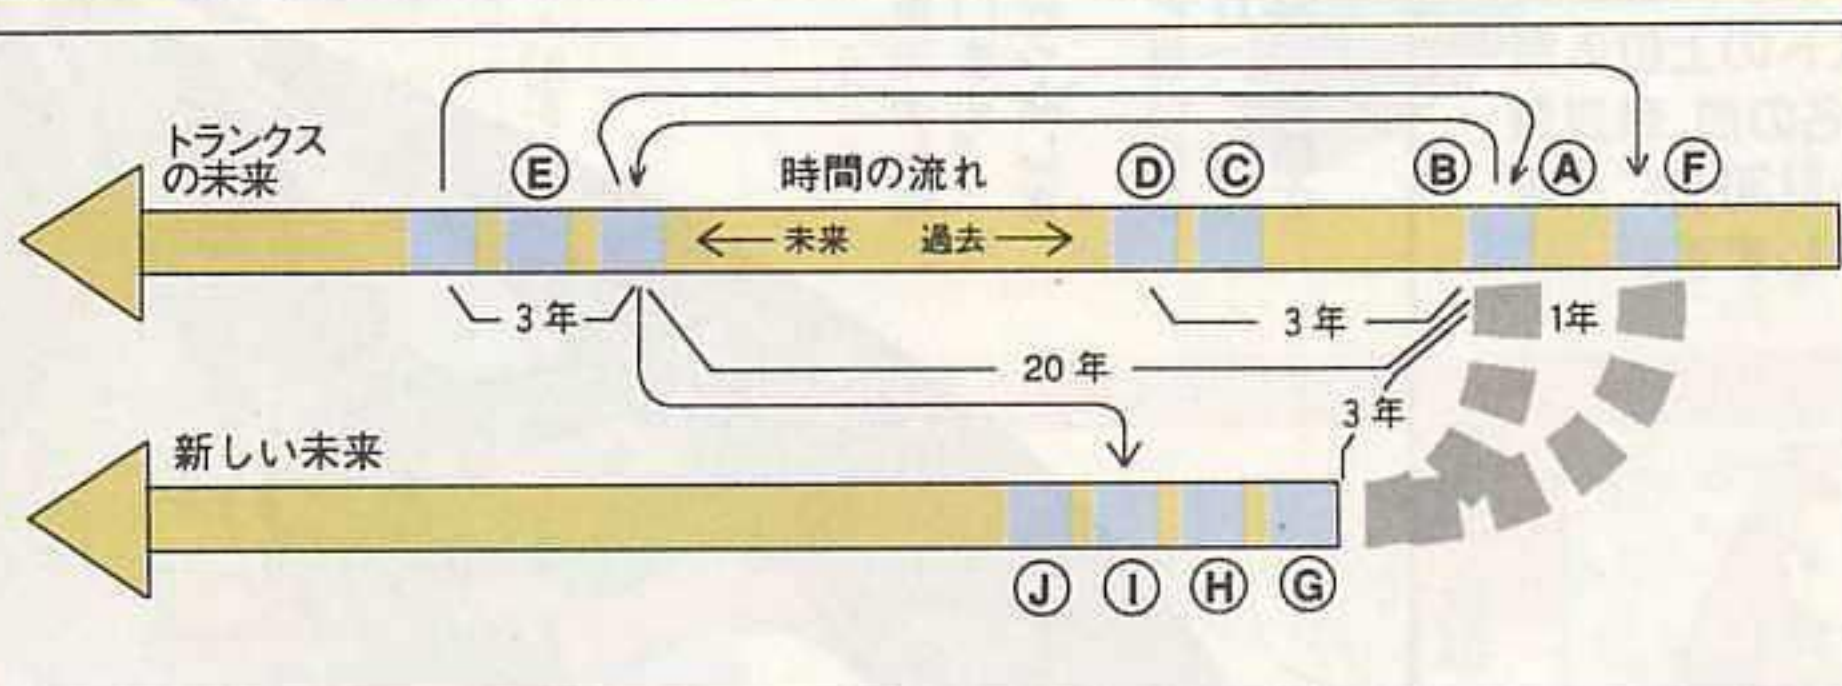 トランクス
の未来
Ⓔ
時間の流れ
Ⓓ Ⓒ Ⓑ Ⓐ Ⓕ
← 未来 過去 →
3年
3年
1年
20年
3年
新しい未来
Ⓙ Ⓘ Ⓗ Ⓖ